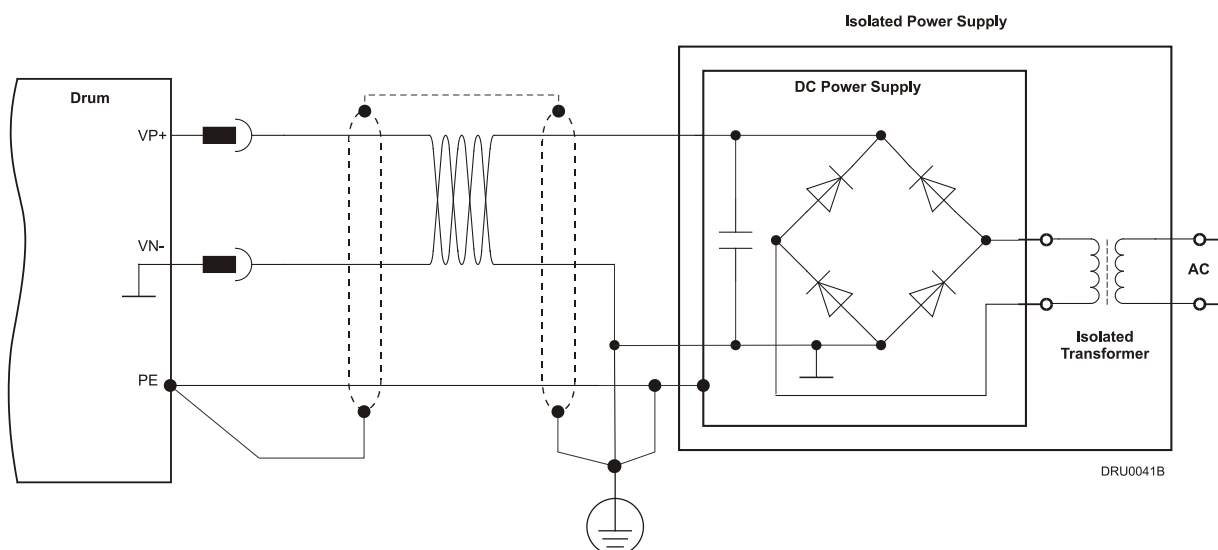 Isolated Power Supply
DC Power Supply
Drum
VP+
VN-
AC
Isolated
Transformer
PE
DRU0041B